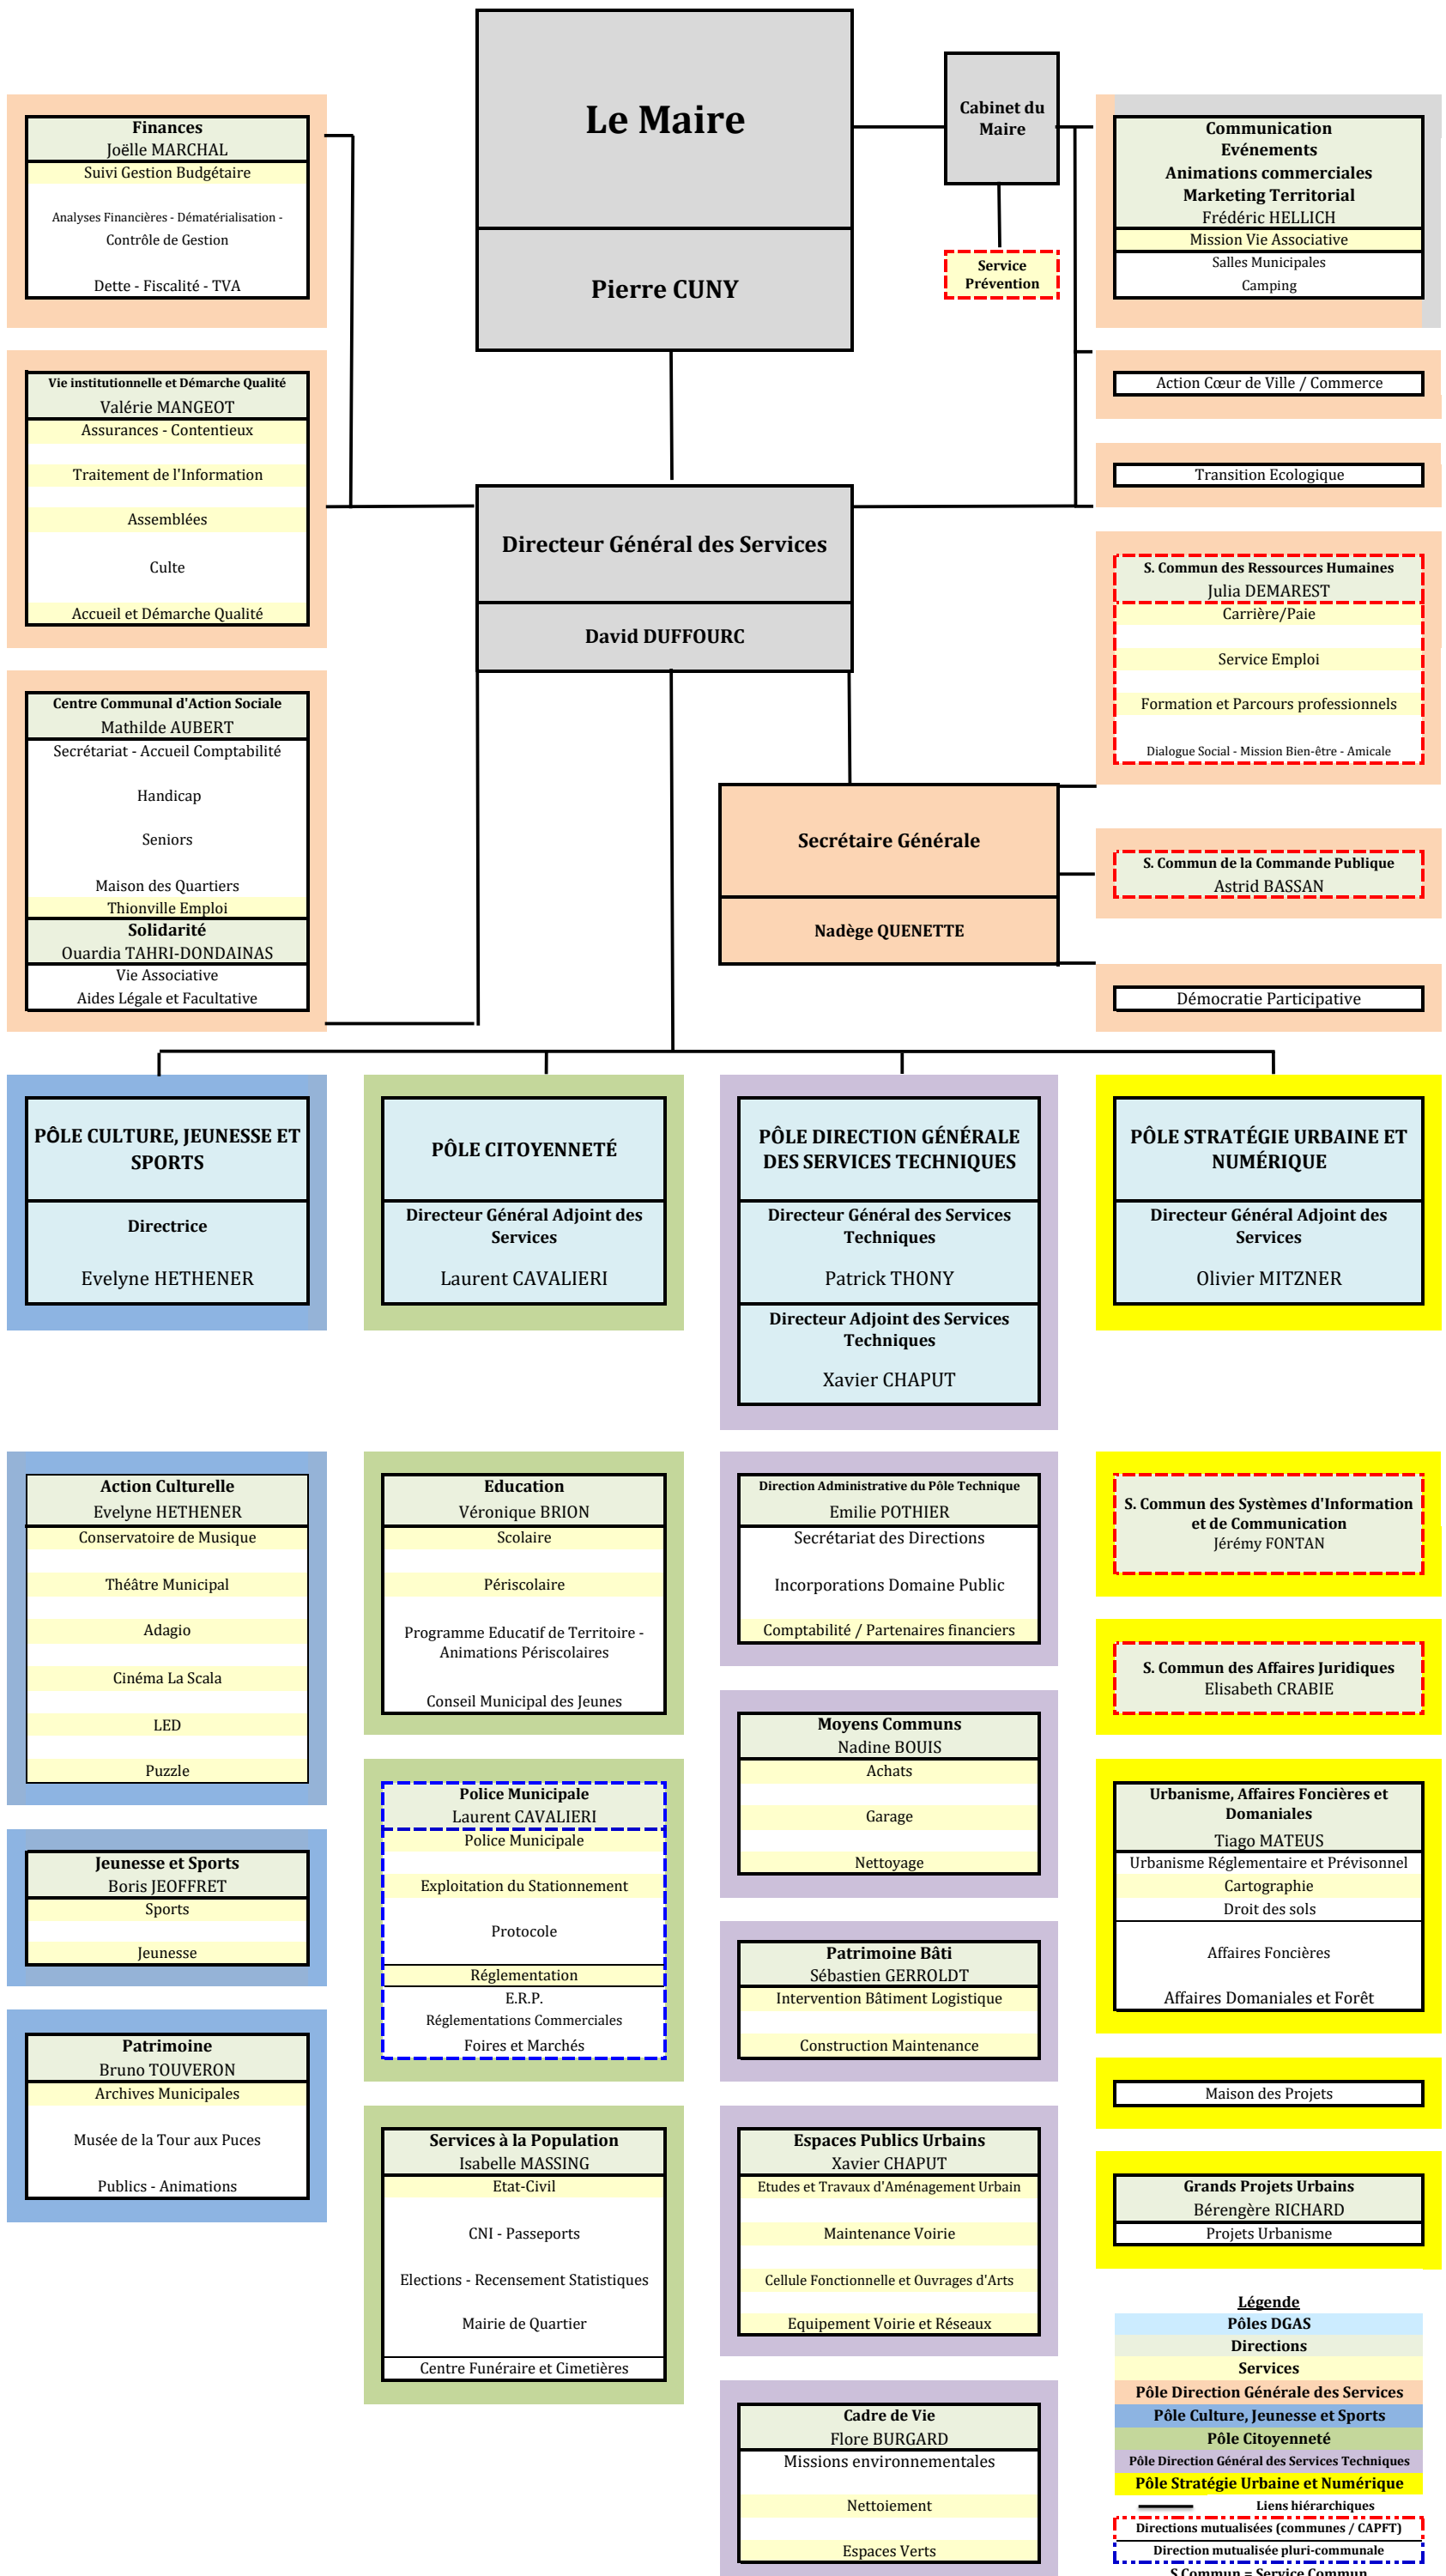 Le Maire
Pierre CUNY
Cabinet du
Maire
Service
Prévention
Finances
Joëlle MARCHAL
Suivi Gestion Budgétaire
Analyses Financières - Dématérialisation -
Contrôle de Gestion
Dette - Fiscalité - TVA
Communication
Evénements
Animations commerciales
Marketing Territorial
Frédéric HELLICH
Mission Vie Associative
Salles Municipales
Camping
Vie institutionnelle et Démarche Qualité
Valérie MANGEOT
Assurances - Contentieux
Traitement de l'Information
Assemblées
Culte
Accueil et Démarche Qualité
Action Cœur de Ville / Commerce
Transition Ecologique
Directeur Général des Services
David DUFFOURC
S. Commun des Ressources Humaines
Julia DEMAREST
Carrière/Paie
Service Emploi
Formation et Parcours professionnels
Dialogue Social - Mission Bien-être - Amicale
Centre Communal d'Action Sociale
Mathilde AUBERT
Secrétariat - Accueil Comptabilité
Handicap
Seniors
Maison des Quartiers
Thionville Emploi
Solidarité
Ouardia TAHRI-DONDAINAS
Vie Associative
Aides Légale et Facultative
Secrétaire Générale
Nadège QUENETTE
S. Commun de la Commande Publique
Astrid BASSAN
Démocratie Participative
PÔLE CULTURE, JEUNESSE ET
SPORTS
Directrice
Evelyne HETHENER
PÔLE CITOYENNETÉ
Directeur Général Adjoint des
Services
Laurent CAVALIERI
PÔLE DIRECTION GÉNÉRALE
DES SERVICES TECHNIQUES
Directeur Général des Services
Techniques
Patrick THONY
Directeur Adjoint des Services
Techniques
Xavier CHAPUT
PÔLE STRATÉGIE URBAINE ET
NUMÉRIQUE
Directeur Général Adjoint des
Services
Olivier MITZNER
Action Culturelle
Evelyne HETHENER
Conservatoire de Musique
Théâtre Municipal
Adagio
Cinéma La Scala
LED
Puzzle
Jeunesse et Sports
Boris JEOFFRET
Sports
Jeunesse
Patrimoine
Bruno TOUVERON
Archives Municipales
Musée de la Tour aux Puces
Publics - Animations
Education
Véronique BRION
Scolaire
Périscolaire
Programme Educatif de Territoire -
Animations Périscolaires
Conseil Municipal des Jeunes
Police Municipale
Laurent CAVALIERI
Police Municipale
Exploitation du Stationnement
Protocole
Réglementation
E.R.P.
Réglementations Commerciales
Foires et Marchés
Services à la Population
Isabelle MASSING
Etat-Civil
CNI - Passeports
Elections - Recensement Statistiques
Mairie de Quartier
Centre Funéraire et Cimetières
Direction Administrative du Pôle Technique
Emilie POTHIER
Secrétariat des Directions
Incorporations Domaine Public
Comptabilité / Partenaires financiers
Moyens Communs
Nadine BOUIS
Achats
Garage
Nettoyage
Patrimoine Bâti
Sébastien GERROLDT
Intervention Bâtiment Logistique
Construction Maintenance
Espaces Publics Urbains
Xavier CHAPUT
Etudes et Travaux d'Aménagement Urbain
Maintenance Voirie
Cellule Fonctionnelle et Ouvrages d'Arts
Equipement Voirie et Réseaux
Cadre de Vie
Flore BURGARD
Missions environnementales
Nettoiement
Espaces Verts
S. Commun des Systèmes d'Information
et de Communication
Jérémy FONTAN
S. Commun des Affaires Juridiques
Elisabeth CRABIE
Urbanisme, Affaires Foncières et
Domaniales
Tiago MATEUS
Urbanisme Réglementaire et Prévisonnel
Cartographie
Droit des sols
Affaires Foncières
Affaires Domaniales et Forêt
Maison des Projets
Grands Projets Urbains
Bérengère RICHARD
Projets Urbanisme
Légende
Pôles DGAS
Directions
Services
Pôle Direction Générale des Services
Pôle Culture, Jeunesse et Sports
Pôle Citoyenneté
Pôle Direction Général des Services Techniques
Pôle Stratégie Urbaine et Numérique
Liens hiérarchiques
Directions mutualisées (communes / CAPFT)
Direction mutualisée pluri-communale
S.Commun = Service Commun